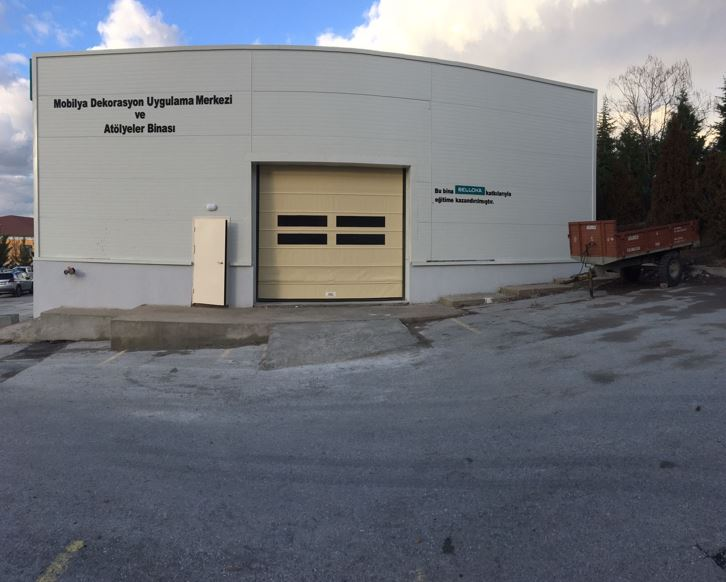 Mobilya Dekorasyon Uygulama Merkezi
ve
Atölyeler Binası
Bu bina BELLONA katkılarıyla
eğitime kazandırılmıştır.